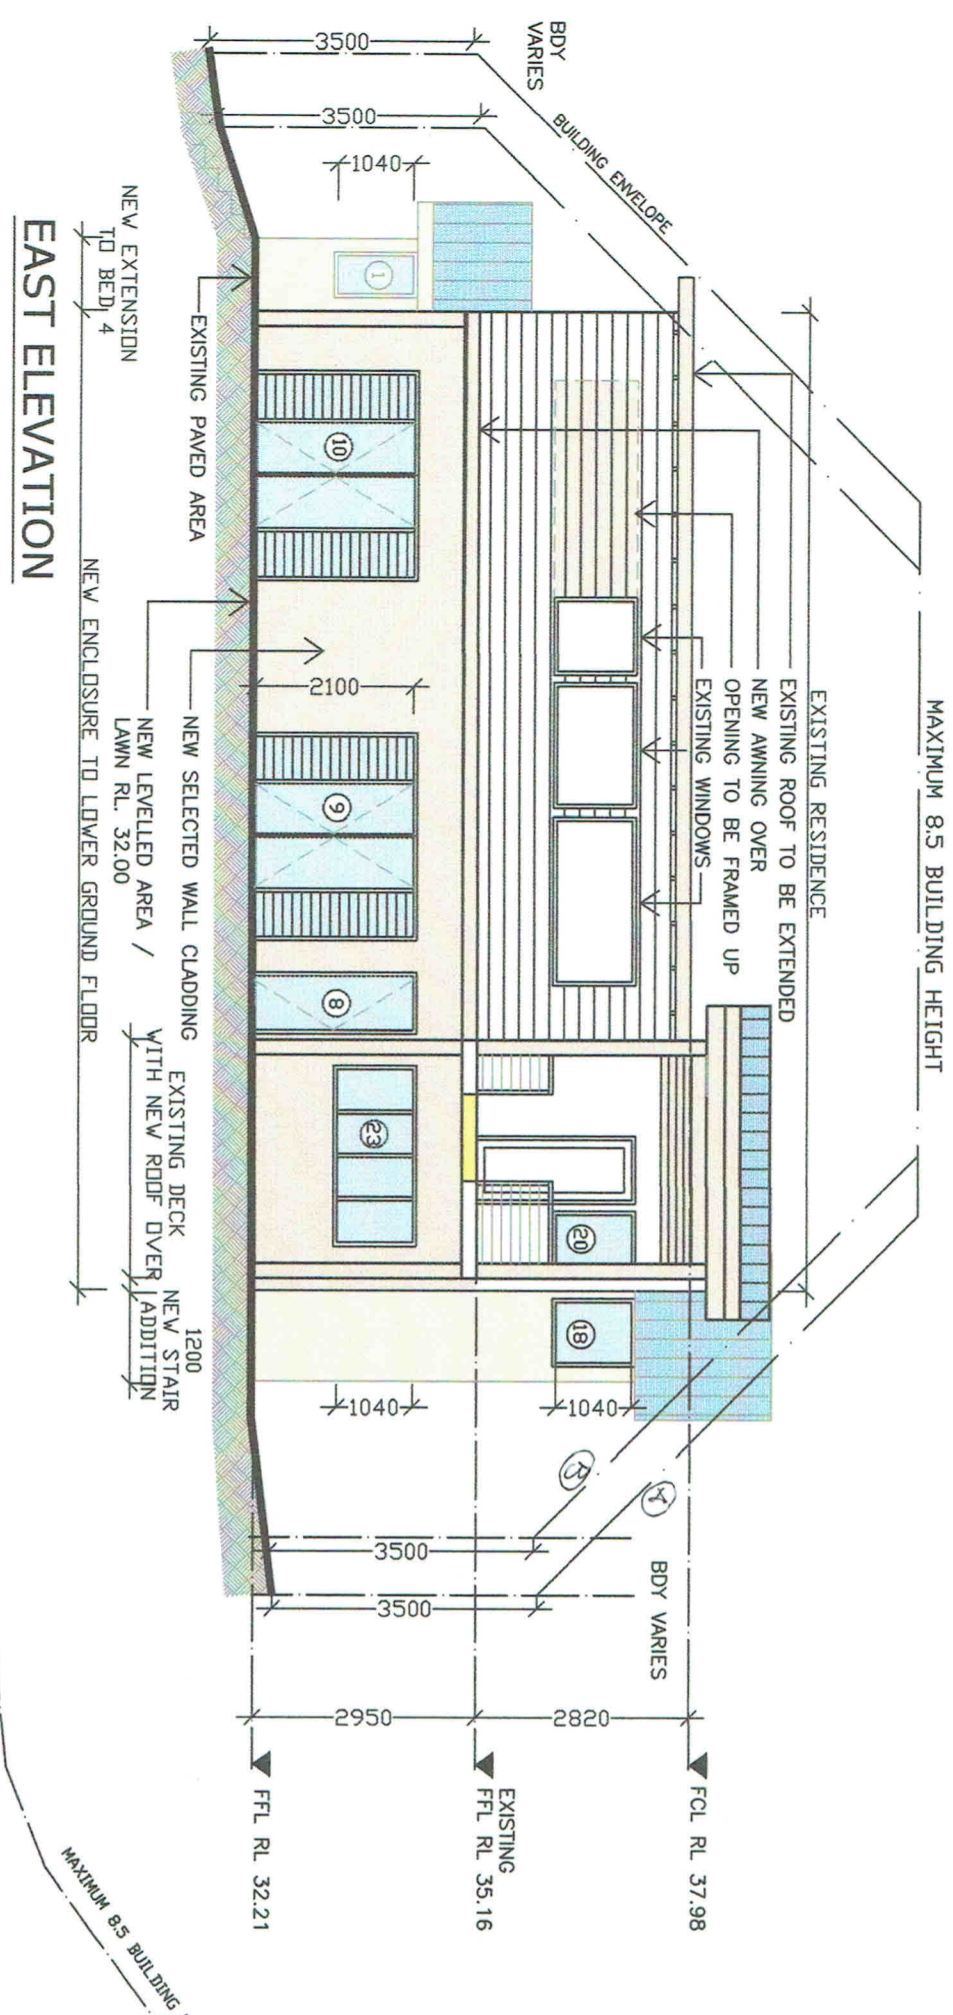 MAXIMUM 8.5 BUILDING HEIGHT
BDY
VARIES
BUILDING ENVELOPE
EXISTING RESIDENCE
EXISTING ROOF TO BE EXTENDED
NEW AWNING OVER
OPENING TO BE FRAMED UP
EXISTING WINDOWS
3500
3500
1040
1
10
9
8
23
20
18
2100
1040
1040
B
A
3500
3500
BDY VARIES
2820
2950
FCL RL 37.98
EXISTING
FFL RL 35.16
FFL RL 32.21
EXISTING PAVED AREA
NEW SELECTED WALL CLADDING
NEW LEVELLED AREA /
LAWN RL. 32.00
NEW EXTENSION
TO BED. 4
NEW ENCLOSURE TO LOWER GROUND FLOOR
EXISTING DECK
WITH NEW ROOF OVER
1200
NEW STAIR
ADDITION
EAST ELEVATION
MAXIMUM 8.5 BUILDING